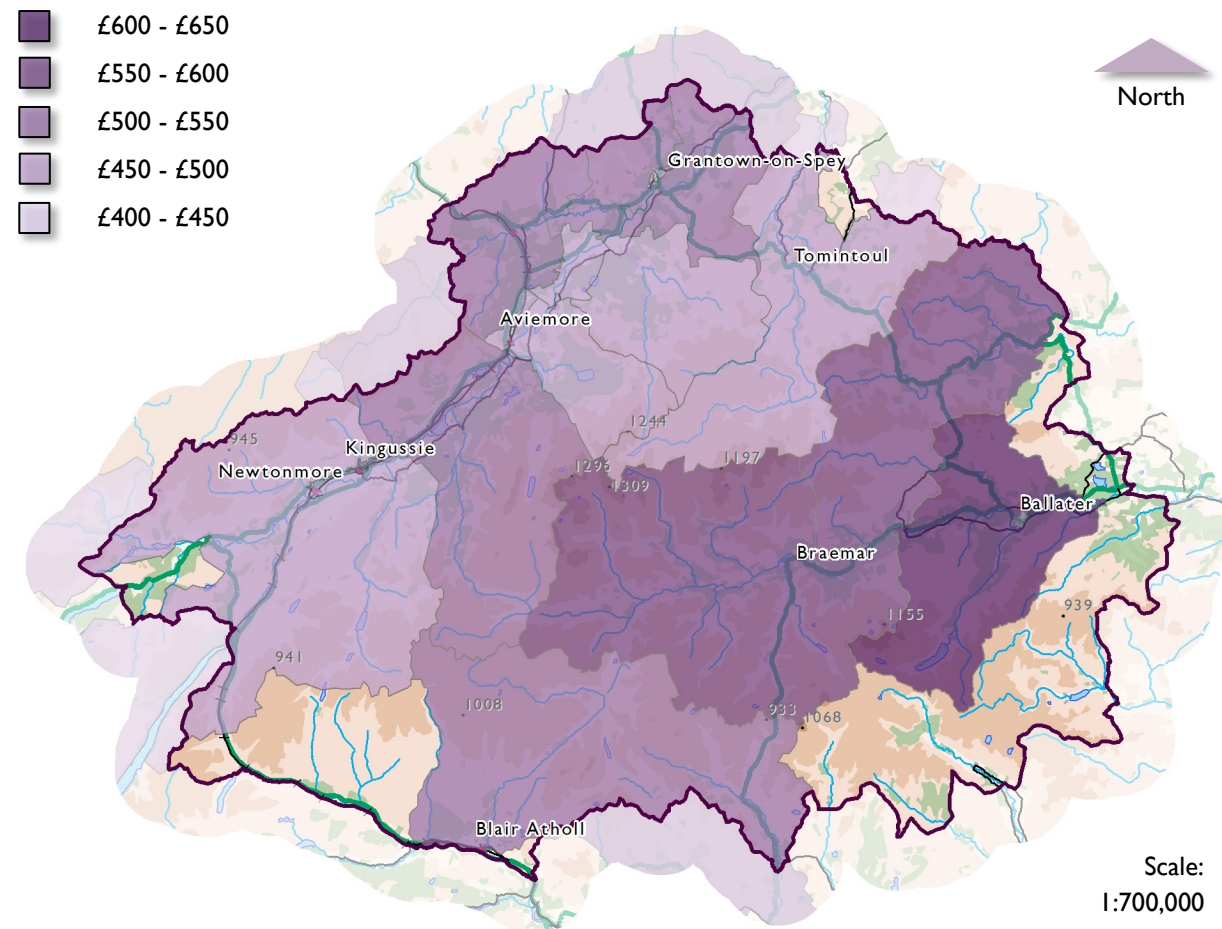 £600 - £650
£550 - £600
£500 - £550
£450 - £500
£400 - £450
North
Grantown-on-Spey
Tomintoul
Aviemore
1244
945
Kingussie
1197
1296
Newtonmore
1309
Ballater
Braemar
1155
939
941
1008
933
1068
Blair Atholl
Scale:
1:700,000